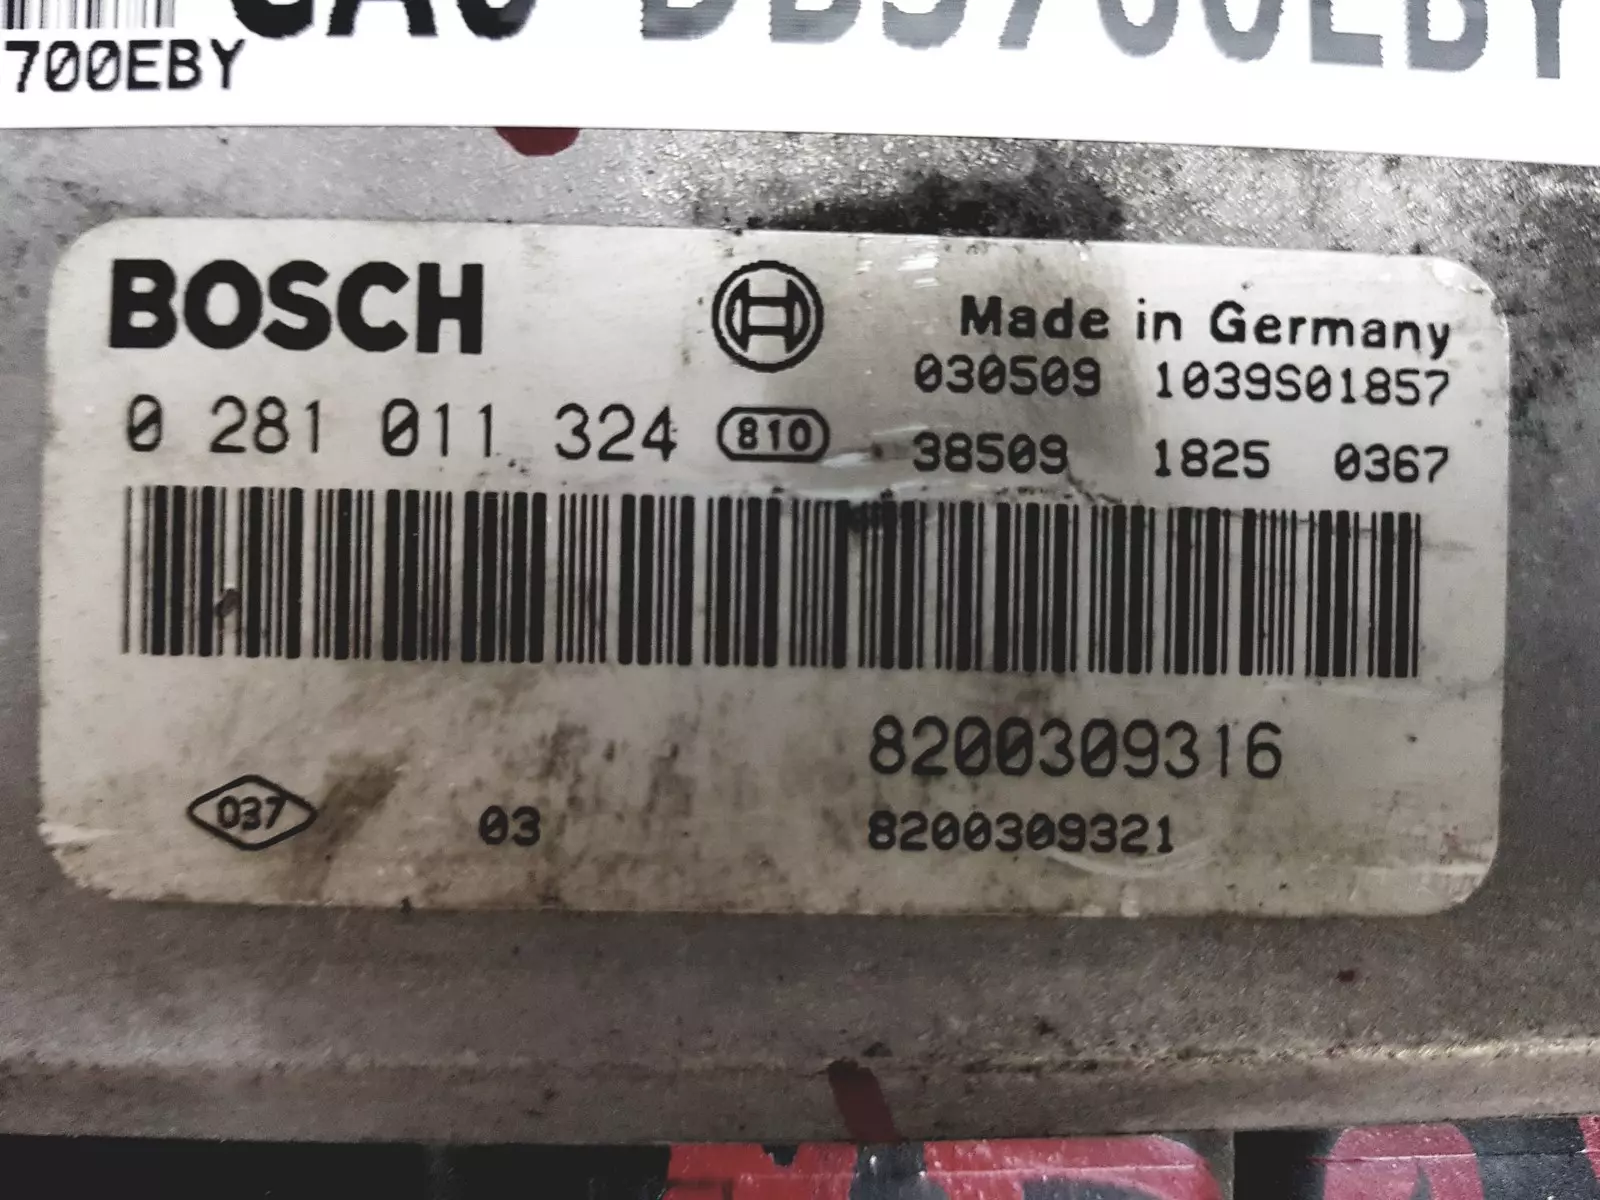 700EBY
BOSCH
Made in Germany
030509 1039S01857
0 281 011 324 810
38509 1825 0367
8200309316
037 03 8200309321